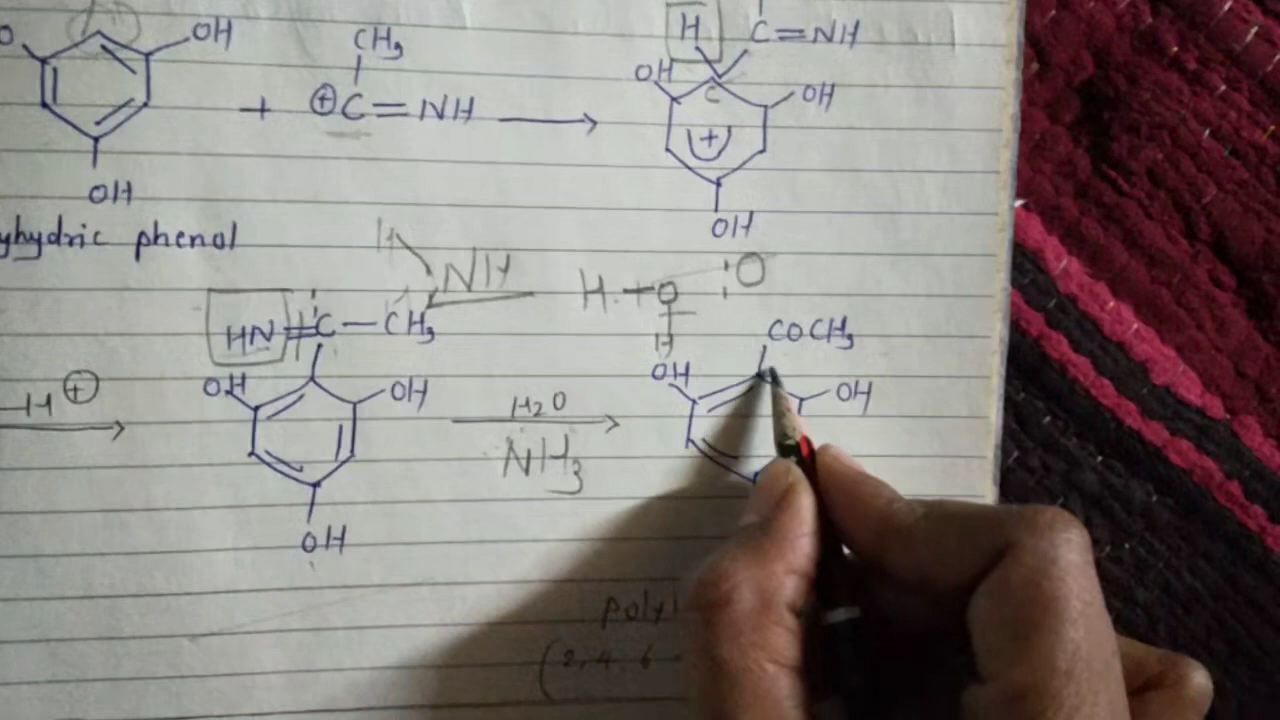 O
OH
CH3
+ ⊕C=NH
OH
H C=NH
OH
C
OH
+
OH
yhydric phenol
H
NH
H+O :O
H
HN=C-CH3
COCH3
-H⊕
OH
OH
H2O
NH3
OH
OH
OH
poly
(2,4,6